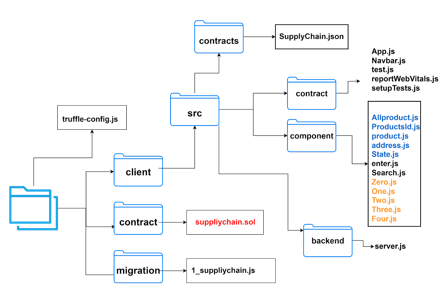 contracts
SupplyChain.json
App.js
Navbar.js
test.js
reportWebVitals.js
setupTests.js
contract
truffle-config.js
src
component
Allproduct.js
ProductsId.js
product.js
address.js
State.js
enter.js
Search.js
Zero.js
One.js
Two.js
Three.js
Four.js
client
contract
suppliychain.sol
backend
server.js
migration
1_suppliychain.js